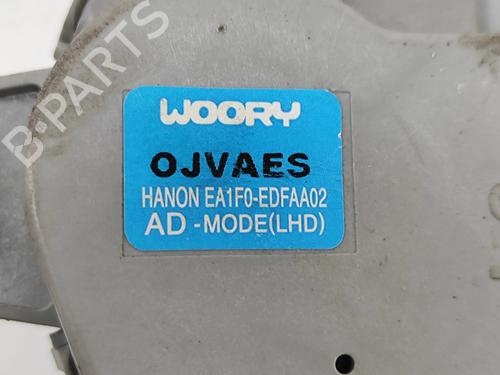 B-PARTS
WOORY
OJVAES
HANON EA1F0-EDFAA02
AD -MODE(LHD)